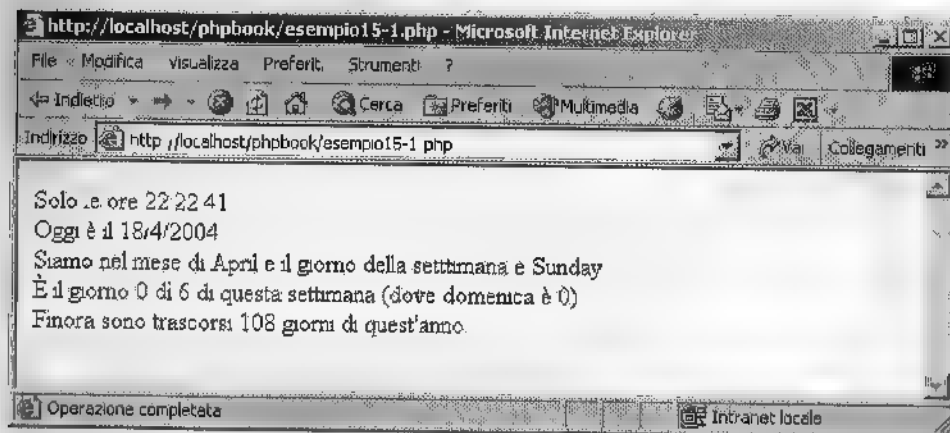 http://localhost/phpbook/esempio15-1.php - Microsoft Internet Explorer
File Modifica Visualizza Preferiti Strumenti ?
Indietro Cerca Preferiti Multimedia
Indirizzo http://localhost/phpbook/esempio15-1.php Vai Collegamenti »
Sono le ore 22:22:41
Oggi è il 18/4/2004
Siamo nel mese di April e il giorno della setttimana è Sunday
È il giorno 0 di 6 di questa settimana (dove domenica è 0)
Finora sono trascorsi 108 giorni di quest'anno.
Operazione completata Intranet locale